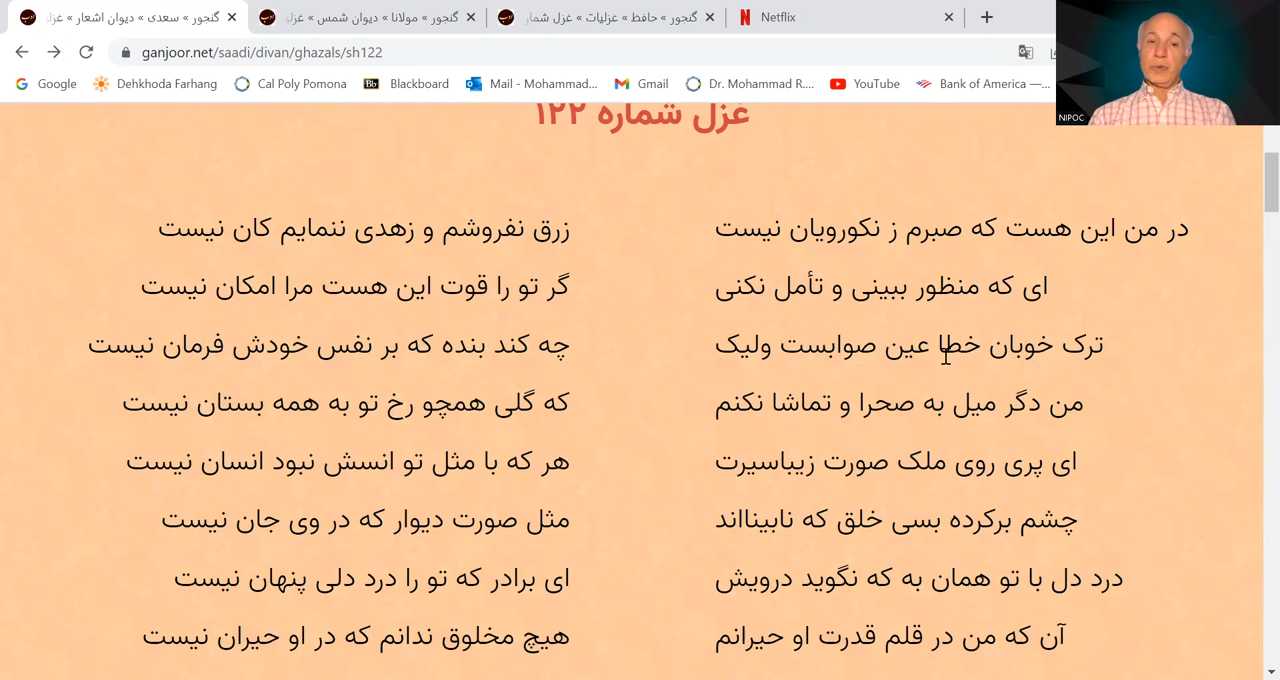 گنجور » سعدی » دیوان اشعار » غزل
گنجور » مولانا » دیوان شمس » غزلی
گنجور » حافظ » غزلیات » غزل شمار
Netflix
ganjoor.net/saadi/divan/ghazals/sh122
Google
Dehkhoda Farhang
Cal Poly Pomona
Bb Blackboard
Mail - Mohammad...
Gmail
Dr. Mohammad R....
YouTube
Bank of America —...
NIPOC
غزل شماره ۱۲۲
در من این هست که صبرم ز نکورویان نیست
زرق نفروشم و زهدی ننمایم کان نیست
ای که منظور ببینی و تأمل نکنی
گر تو را قوت این هست مرا امکان نیست
ترک خوبان خطا عین صوابست ولیک
چه کند بنده که بر نفس خودش فرمان نیست
من دگر میل به صحرا و تماشا نکنم
که گلی همچو رخ تو به همه بستان نیست
ای پری روی ملک صورت زیباسیرت
هر که با مثل تو انسش نبود انسان نیست
چشم برکرده بسی خلق که نابینااند
مثل صورت دیوار که در وی جان نیست
درد دل با تو همان به که نگوید درویش
ای برادر که تو را درد دلی پنهان نیست
آن که من در قلم قدرت او حیرانم
هیچ مخلوق ندانم که در او حیران نیست